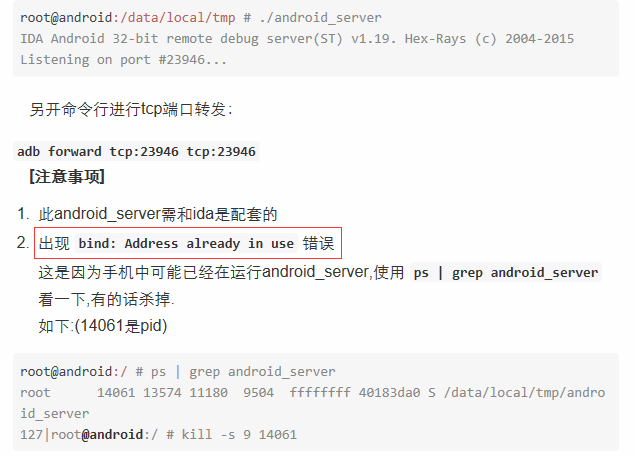 root@android:/data/local/tmp # ./android_server
IDA Android 32-bit remote debug server(ST) v1.19. Hex-Rays (c) 2004-2015
Listening on port #23946...
另开命令行进行tcp端口转发：
adb forward tcp:23946 tcp:23946
[注意事项]
1. 此android_server需和ida是配套的
2. 出现 bind: Address already in use 错误
这是因为手机中可能已经在运行android_server,使用 ps | grep android_server
看一下,有的话杀掉.
如下:(14061是pid)
root@android:/ # ps | grep android_server
root 14061 13574 11180 9504 ffffffff 40183da0 S /data/local/tmp/andro
id_server
127|root@android:/ # kill -s 9 14061